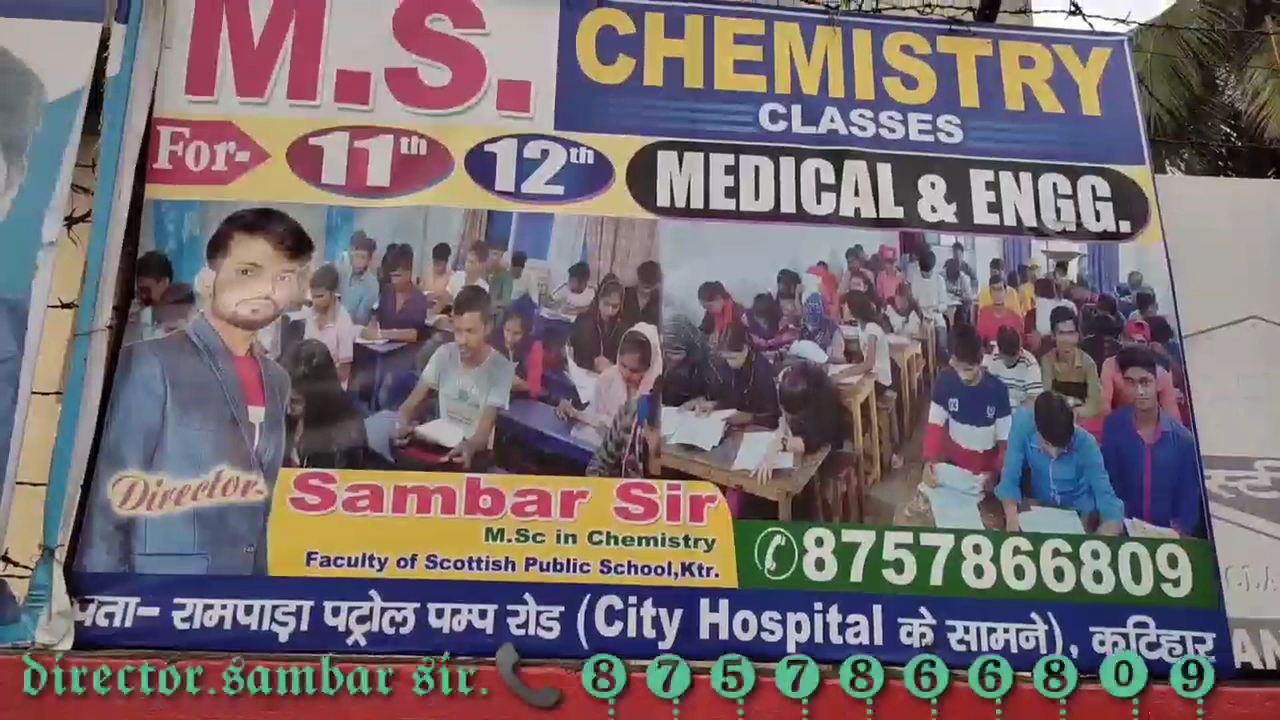 M.S.
CHEMISTRY
CLASSES
For- 11th 12th MEDICAL & ENGG.
Director.
Sambar Sir
M.Sc in Chemistry
Faculty of Scottish Public School,Ktr.
8757866809
पता- रामपाड़ा पट्रोल पम्प रोड (City Hospital के सामने), कटिहार
director.sambar sir. 8757866809